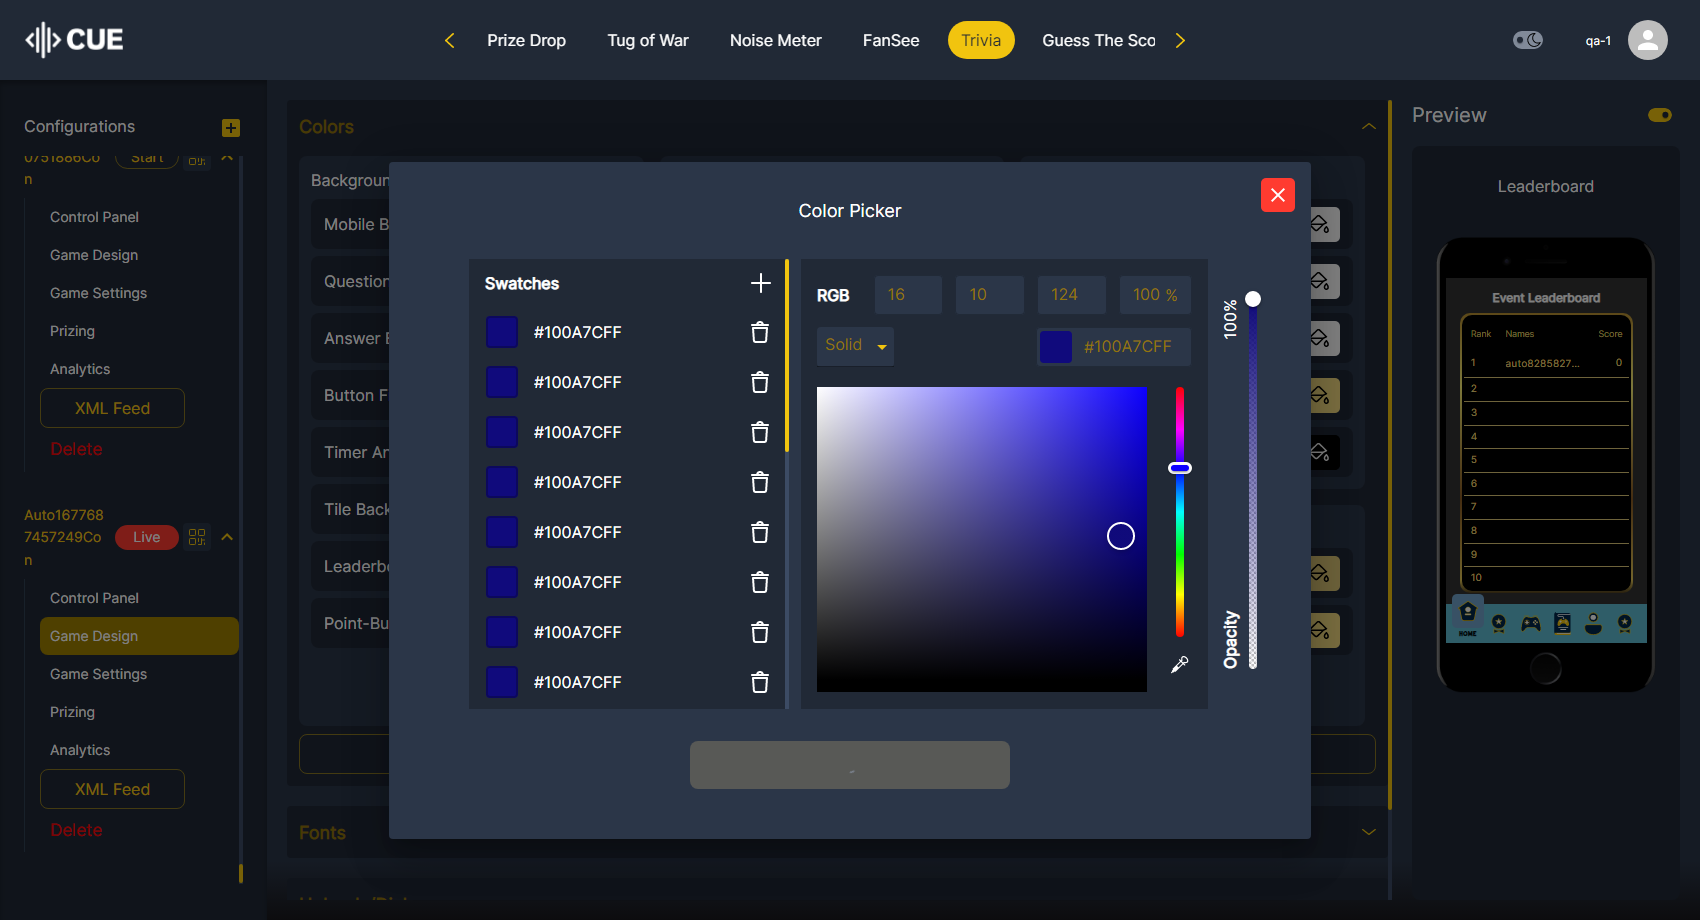 CUE
Prize Drop
Tug of War
Noise Meter
FanSee
Trivia
Guess The Sco
qa-1
Configurations
0751886Co
n
Start
Control Panel
Game Design
Game Settings
Prizing
Analytics
XML Feed
Delete
Auto167768
7457249Co
n
Live
Control Panel
Game Design
Game Settings
Prizing
Analytics
XML Feed
Delete
Colors
Backgroun
Mobile B
Question
Answer
Button F
Timer An
Tile Back
Leaderbo
Point-Bu
Fonts
Color Picker
Swatches
#100A7CFF
#100A7CFF
#100A7CFF
#100A7CFF
#100A7CFF
#100A7CFF
#100A7CFF
#100A7CFF
RGB
16
10
124
100 %
Solid
#100A7CFF
100%
Opacity
Preview
Leaderboard
Event Leaderboard
Rank Names Score
1 auto8285827... 0
2
3
4
5
6
7
8
9
10
HOME